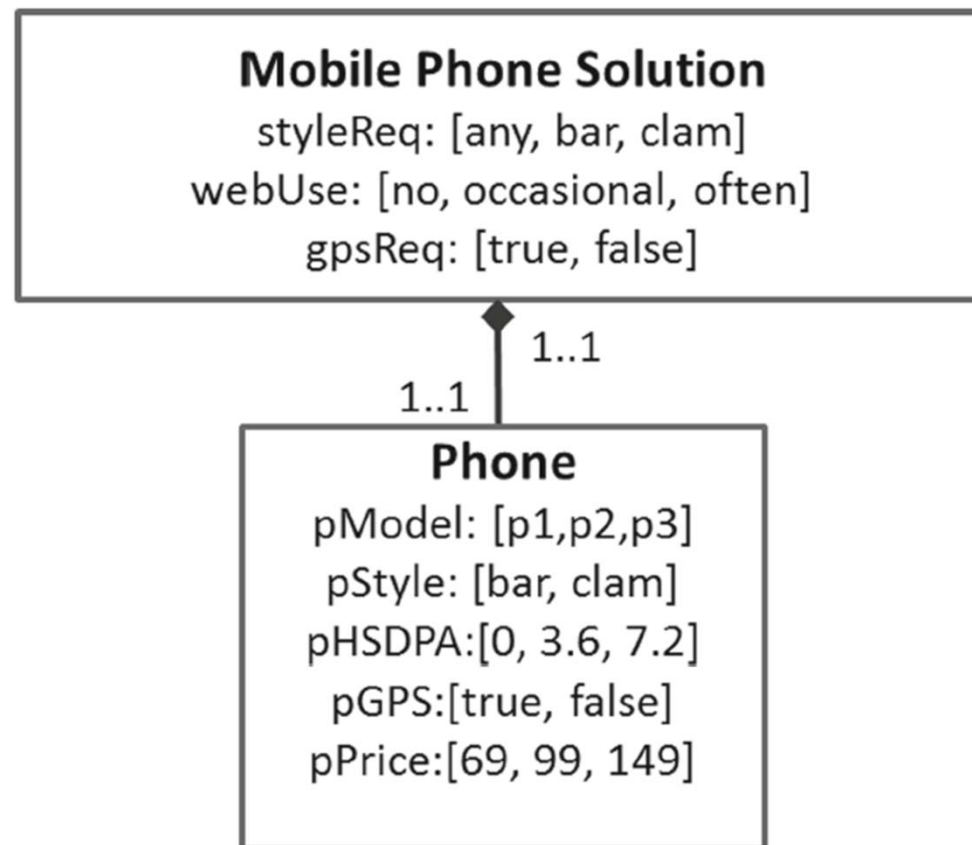 Mobile Phone Solution
styleReq: [any, bar, clam]
webUse: [no, occasional, often]
gpsReq: [true, false]
1..1
1..1
Phone
pModel: [p1,p2,p3]
pStyle: [bar, clam]
pHSDPA:[0, 3.6, 7.2]
pGPS:[true, false]
pPrice:[69, 99, 149]